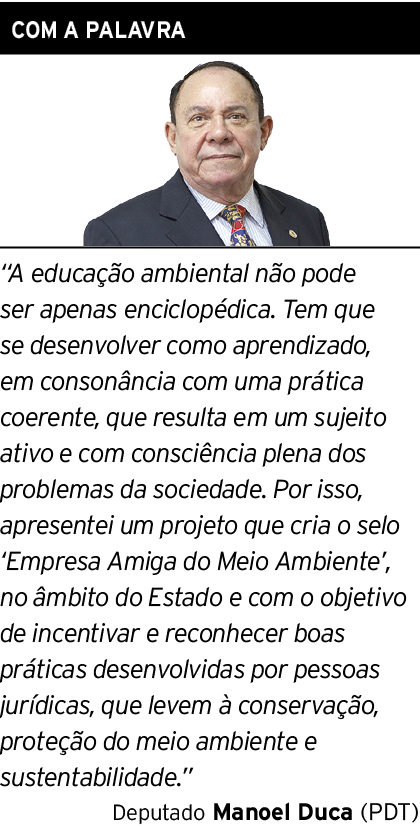 COM A PALAVRA
“A educação ambiental não pode
ser apenas enciclopédica. Tem que
se desenvolver como aprendizado,
em consonância com uma prática
coerente, que resulta em um sujeito
ativo e com consciência plena dos
problemas da sociedade. Por isso,
apresentei um projeto que cria o selo
‘Empresa Amiga do Meio Ambiente’,
no âmbito do Estado e com o objetivo
de incentivar e reconhecer boas
práticas desenvolvidas por pessoas
jurídicas, que levem à conservação,
proteção do meio ambiente e
sustentabilidade.”
Deputado Manoel Duca (PDT)